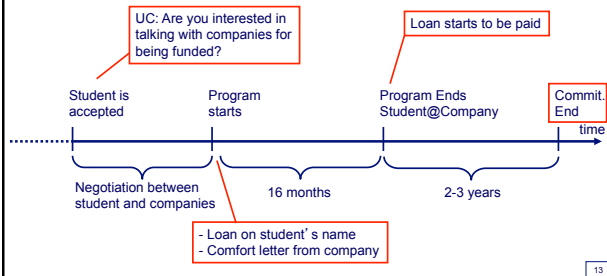 UC: Are you interested in
talking with companies for
being funded?
Loan starts to be paid
Student is
accepted
Program
starts
Program Ends
Student@Company
Commit.
End
time
Negotiation between
student and companies
16 months
2-3 years
- Loan on student's name
- Comfort letter from company
13